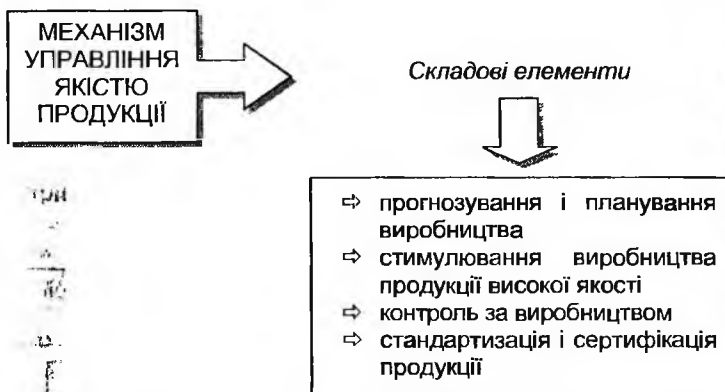 МЕХАНІЗМ
УПРАВЛІННЯ
ЯКІСТЮ
ПРОДУКЦІЇ
Складові елементи
⇨ прогнозування і планування
виробництва
⇨ стимулювання виробництва
продукції високої якості
⇨ контроль за виробництвом
⇨ стандартизація і сертифікація
продукції